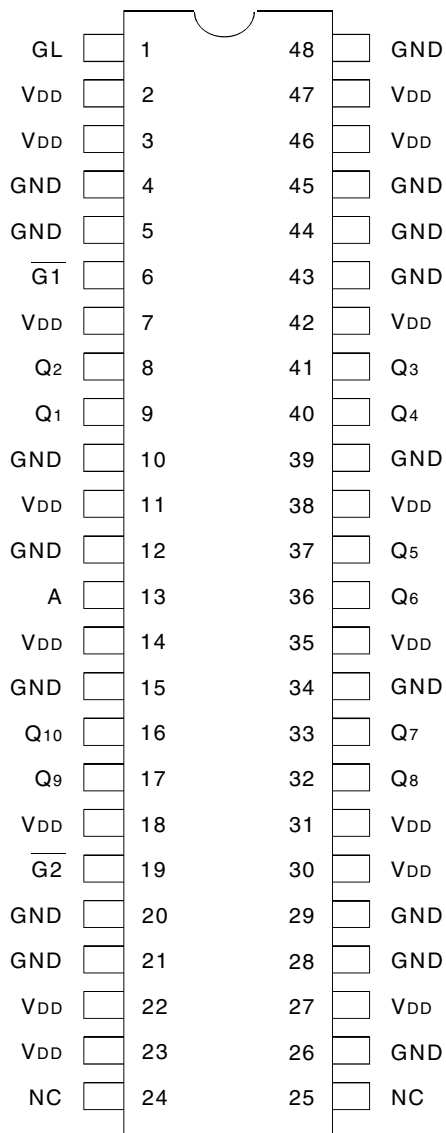 GL 1 48 GND
VDD 2 47 VDD
VDD 3 46 VDD
GND 4 45 GND
GND 5 44 GND
G1 6 43 GND
VDD 7 42 VDD
Q2 8 41 Q3
Q1 9 40 Q4
GND 10 39 GND
VDD 11 38 VDD
GND 12 37 Q5
A 13 36 Q6
VDD 14 35 VDD
GND 15 34 GND
Q10 16 33 Q7
Q9 17 32 Q8
VDD 18 31 VDD
G2 19 30 VDD
GND 20 29 GND
GND 21 28 GND
VDD 22 27 VDD
VDD 23 26 GND
NC 24 25 NC